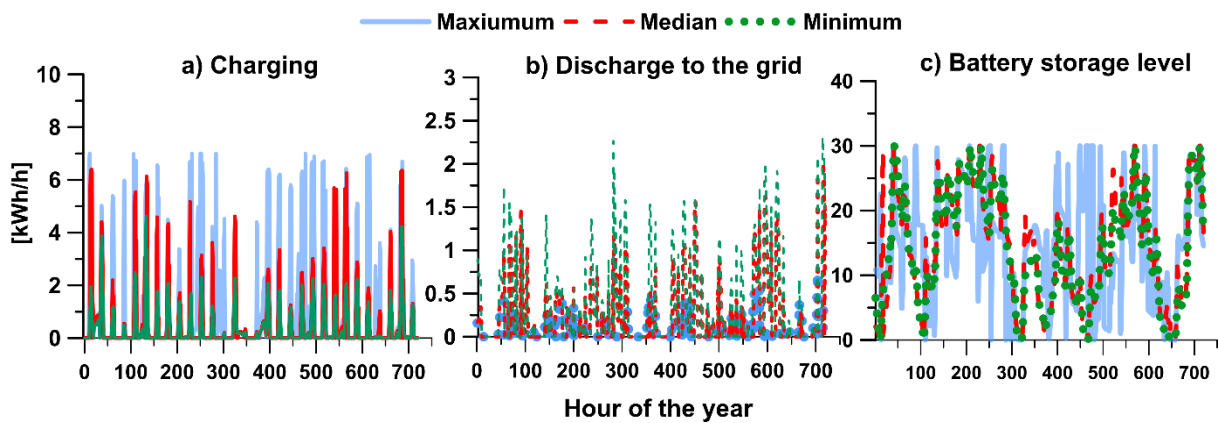 Maxiumum Median Minimum
a) Charging
b) Discharge to the grid
c) Battery storage level
[kWh/h]
10
8
6
4
2
0
0 100 200 300 400 500 600 700
3
2.5
2
1.5
1
0.5
0
0 100 200 300 400 500 600 700
40
30
20
10
0
100 200 300 400 500 600 700
Hour of the year